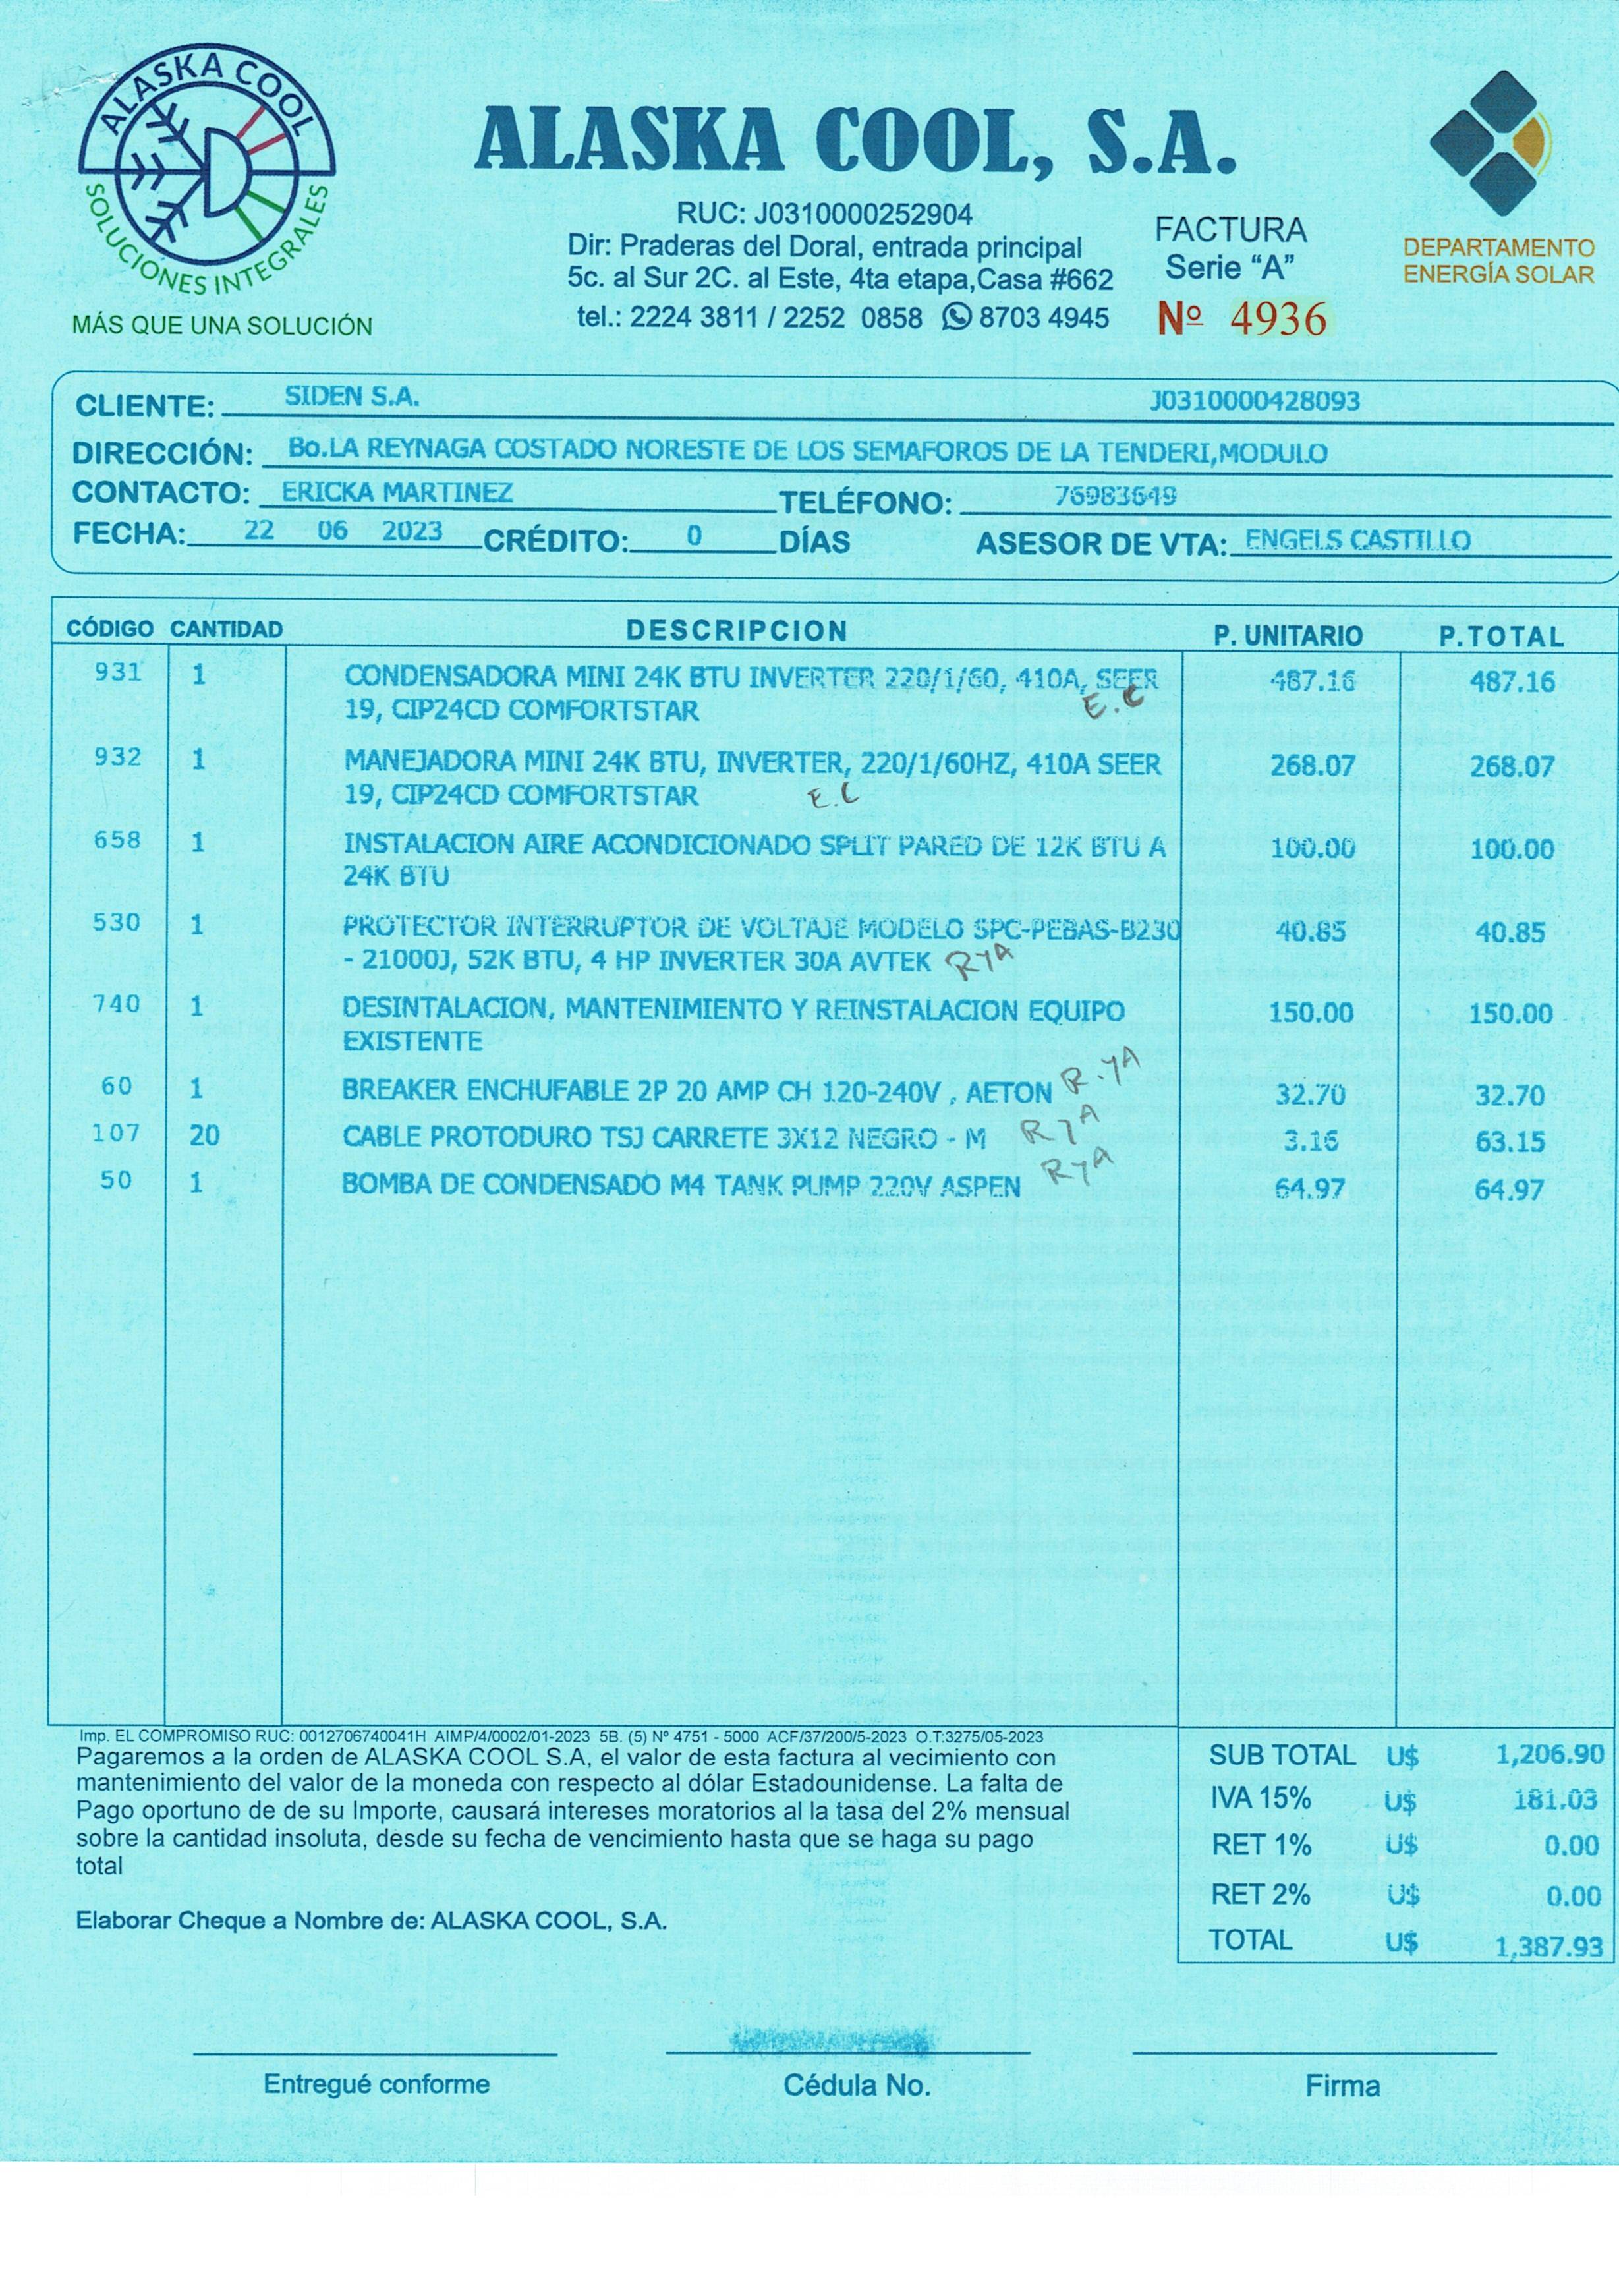 ALASKA COOL
SOLUCIONES INTEGRALES
MÁS QUE UNA SOLUCIÓN
ALASKA COOL, S.A.
RUC: J0310000252904
Dir: Praderas del Doral, entrada principal
5c. al Sur 2C. al Este, 4ta etapa,Casa #662
tel.: 2224 3811 / 2252 0858 8703 4945
FACTURA
Serie “A”
Nº 4936
DEPARTAMENTO
ENERGÍA SOLAR
CLIENTE: SIDEN S.A. J0310000428093
DIRECCIÓN: Bo.LA REYNAGA COSTADO NORESTE DE LOS SEMAFOROS DE LA TENDERI,MODULO
CONTACTO: ERICKA MARTINEZ TELÉFONO: 76983649
FECHA: 22 06 2023 CRÉDITO: 0 DÍAS ASESOR DE VTA: ENGELS CASTILLO
CÓDIGO CANTIDAD DESCRIPCION P. UNITARIO P.TOTAL
931 1 CONDENSADORA MINI 24K BTU INVERTER 220/1/60, 410A, SEER 487.16 487.16
19, CIP24CD COMFORTSTAR E.C
932 1 MANEJADORA MINI 24K BTU, INVERTER, 220/1/60HZ, 410A SEER 268.07 268.07
19, CIP24CD COMFORTSTAR E.C
658 1 INSTALACION AIRE ACONDICIONADO SPLIT PARED DE 12K BTU A 100.00 100.00
24K BTU
530 1 PROTECTOR INTERRUPTOR DE VOLTAJE MODELO SPC-PEBAS-B230 40.85 40.85
- 21000J, 52K BTU, 4 HP INVERTER 30A AVTEK RYA
740 1 DESINTALACION, MANTENIMIENTO Y REINSTALACION EQUIPO 150.00 150.00
EXISTENTE
60 1 BREAKER ENCHUFABLE 2P 20 AMP CH 120-240V , AETON R.YA 32.70 32.70
107 20 CABLE PROTODURO TSJ CARRETE 3X12 NEGRO - M RYA 3.16 63.15
50 1 BOMBA DE CONDENSADO M4 TANK PUMP 220V ASPEN RYA 64.97 64.97
Imp. EL COMPROMISO RUC: 0012706740041H AIMP/4/0002/01-2023 5B. (5) Nº 4751 - 5000 ACF/37/200/5-2023 O.T:3275/05-2023
Pagaremos a la orden de ALASKA COOL S.A, el valor de esta factura al vecimiento con
mantenimiento del valor de la moneda con respecto al dólar Estadounidense. La falta de
Pago oportuno de de su Importe, causará intereses moratorios al la tasa del 2% mensual
sobre la cantidad insoluta, desde su fecha de vencimiento hasta que se haga su pago
total
Elaborar Cheque a Nombre de: ALASKA COOL, S.A.
SUB TOTAL U$ 1,206.90
IVA 15% U$ 181.03
RET 1% U$ 0.00
RET 2% U$ 0.00
TOTAL U$ 1,387.93
Entregué conforme
Cédula No.
Firma